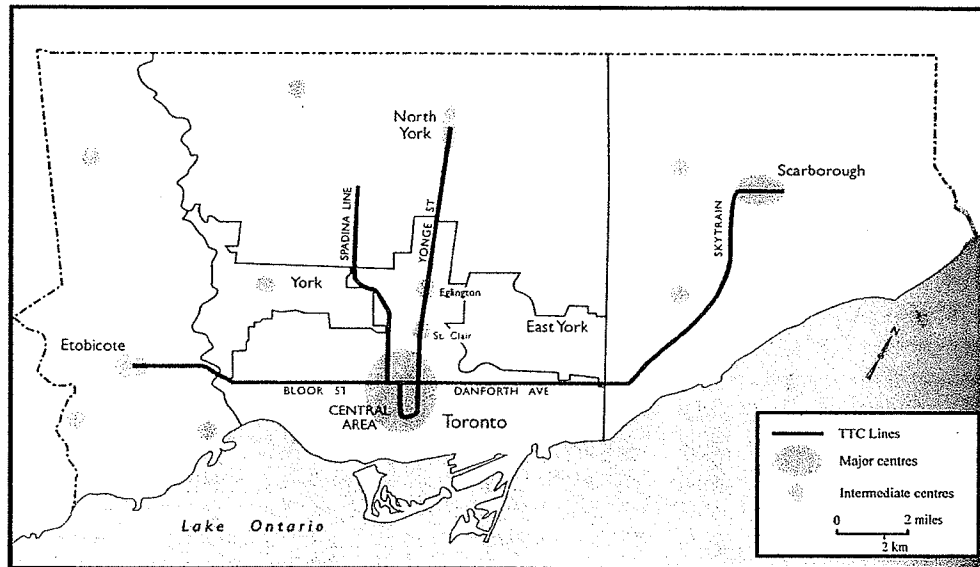 North
York
Scarborough
SPADINA LINE
YONGE ST
SKYTRAIN
York
Eglington
St. Clair
East York
Etobicote
N
BLOOR ST
DANFORTH AVE
CENTRAL
AREA
Toronto
Lake Ontario
TTC Lines
Major centres
Intermediate centres
0 2 miles
2 km